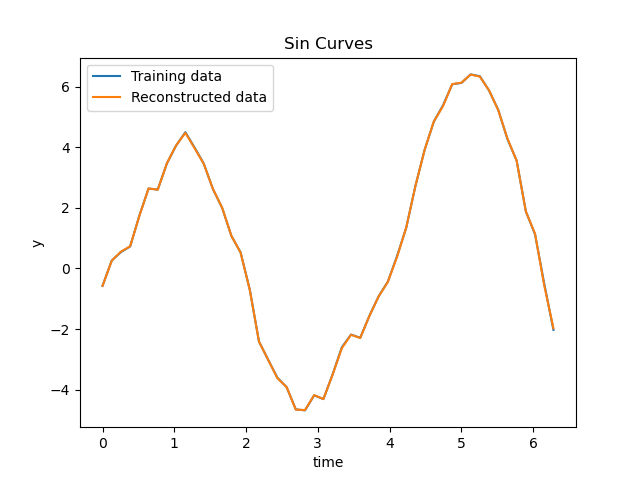 Sin Curves
Training data
Reconstructed data
y
6
4
2
0
−2
−4
0 1 2 3 4 5 6
time